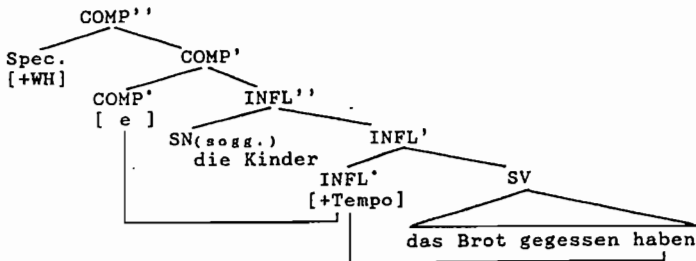 COMP''
Spec. COMP'
[+WH]
COMP° INFL''
[ e ]
SN(sogg.) INFL'
die Kinder
INFL° SV
[+Tempo]
das Brot gegessen haben